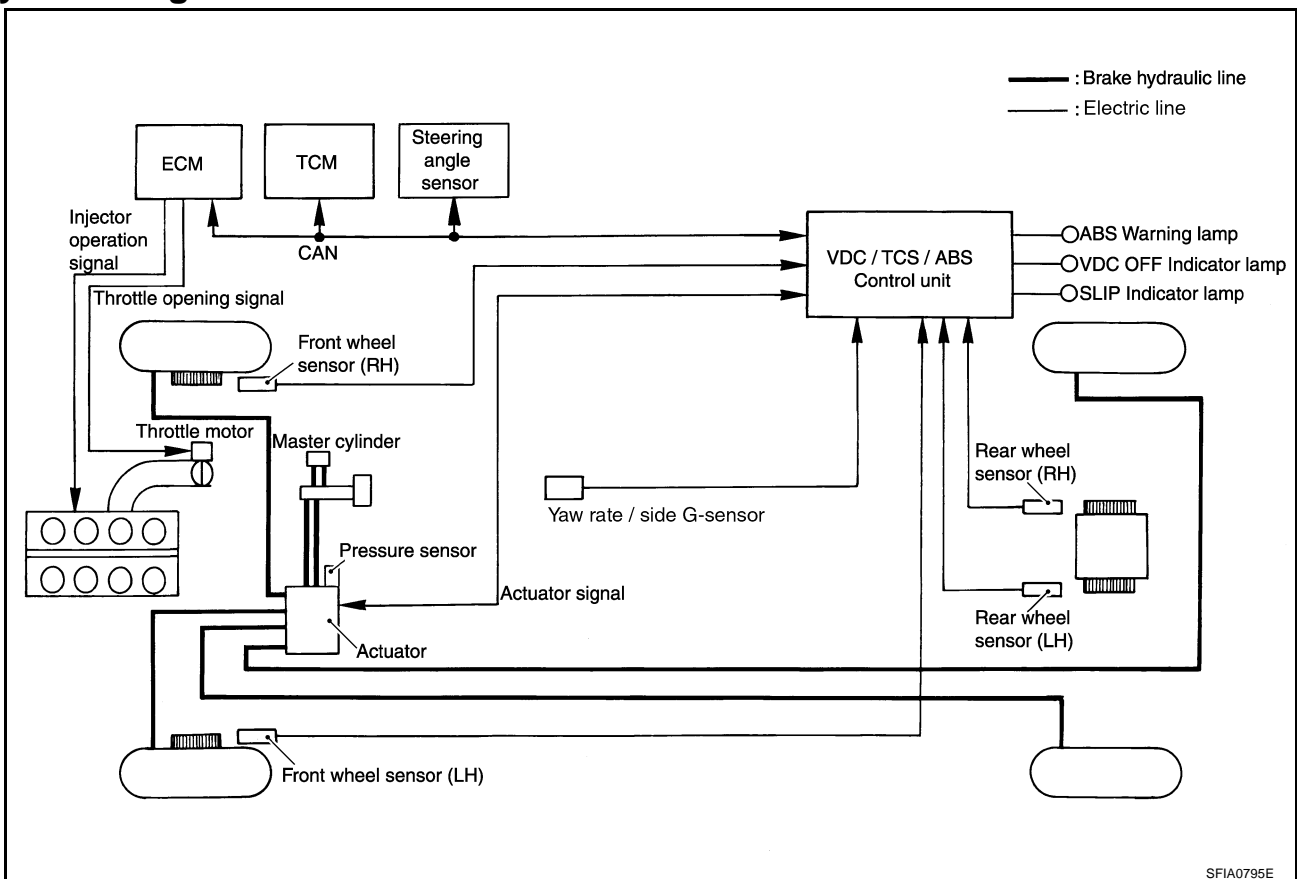 : Brake hydraulic line
: Electric line
ECM
TCM
Steering
angle
sensor
Injector
operation
signal
CAN
VDC / TCS / ABS
Control unit
ABS Warning lamp
VDC OFF Indicator lamp
SLIP Indicator lamp
Throttle opening signal
Front wheel
sensor (RH)
Throttle motor
Master cylinder
Rear wheel
sensor (RH)
Yaw rate / side G-sensor
Pressure sensor
Actuator signal
Actuator
Rear wheel
sensor (LH)
Front wheel sensor (LH)
SFIA0795E